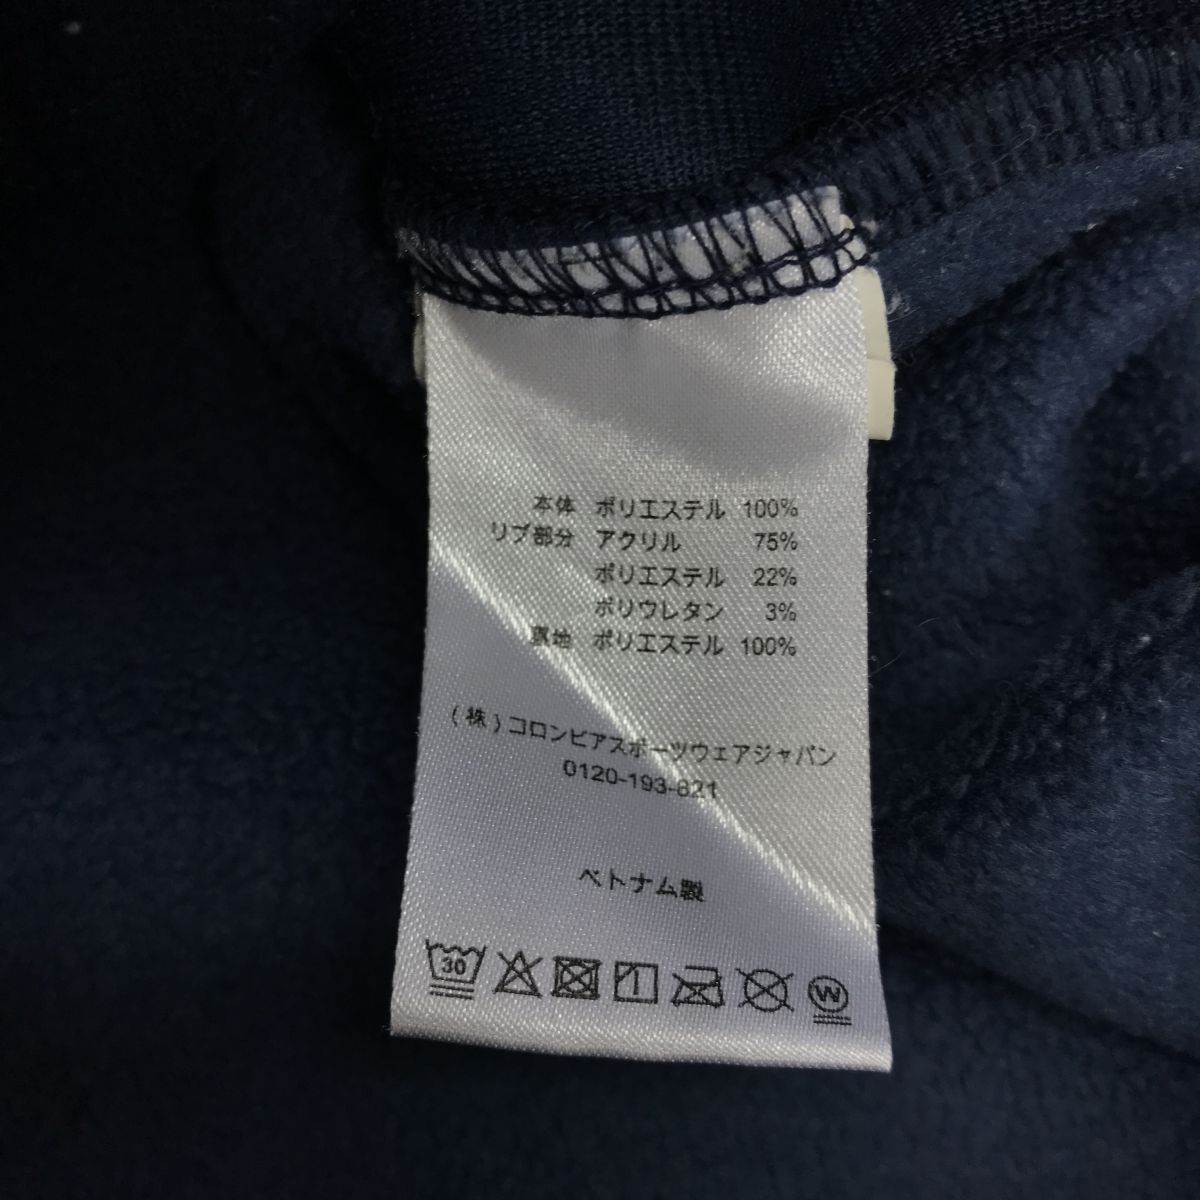 本体 ポリエステル 100%
リブ部分 アクリル 75%
ポリエステル 22%
ポリウレタン 3%
裏地 ポリエステル 100%
(株)コロンビアスポーツウェアジャパン
0120-193-821
ベトナム製
30 W